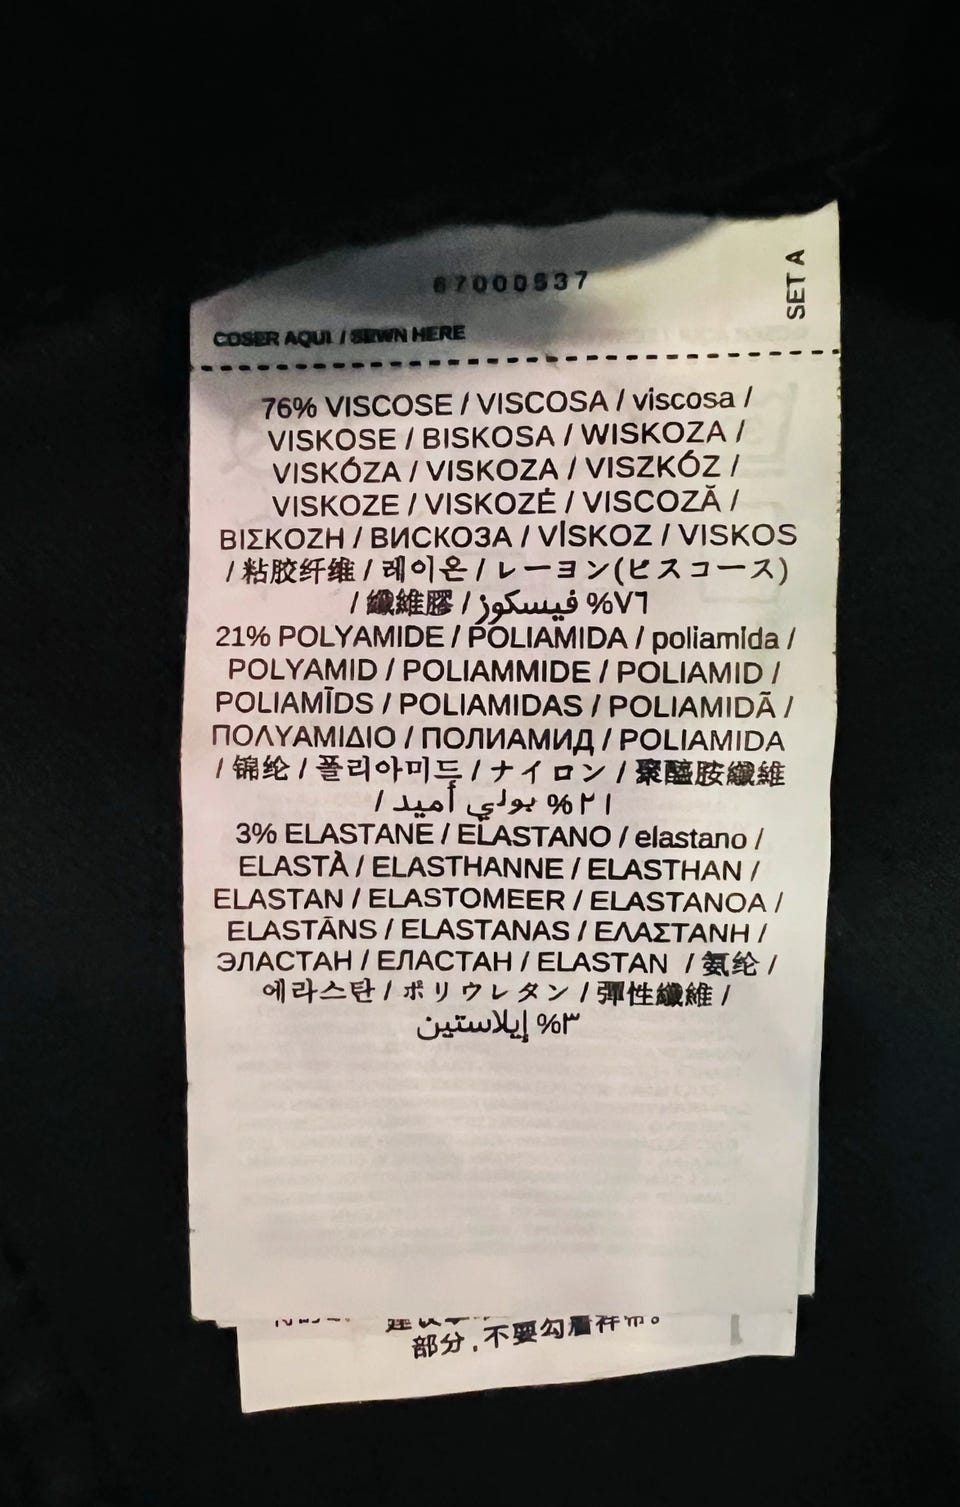 67000537
SET A
COSER AQUI / SEWN HERE
76% VISCOSE / VISCOSA / viscosa /
VISKOSE / BISKOSA / WISKOZA /
VISKÓZA / VISKOZA / VISZKÓZ /
VISKOZE / VISKOZĖ / VISCOZĂ /
ΒΙΣΚΟΖΗ / ВИСКОЗА / VİSKOZ / VISKOS
/ 粘胶纤维 / 레이온 / レーヨン(ビスコース)
/ 纖維膠 / فيسكوز %٧٦
21% POLYAMIDE / POLIAMIDA / poliamida /
POLYAMID / POLIAMMIDE / POLIAMID /
POLIAMĪDS / POLIAMIDAS / POLIAMIDĂ /
ΠΟΛΥΑΜΙΔΙΟ / ПОЛИАМИД / POLIAMIDA
/ 锦纶 / 폴리아미드 / ナイロン / 聚醯胺纖維
/ بولي أميد %٢١
3% ELASTANE / ELASTANO / elastano /
ELASTÀ / ELASTHANNE / ELASTHAN /
ELASTAN / ELASTOMEER / ELASTANOA /
ELASTĀNS / ELASTANAS / ΕΛΑΣΤΑΝΗ /
ЭЛАСТАН / ЕЛАСТАН / ELASTAN / 氨纶 /
에라스탄 / ポリウレタン / 彈性纖維 /
إيلاستين %٣
部分,不要勾